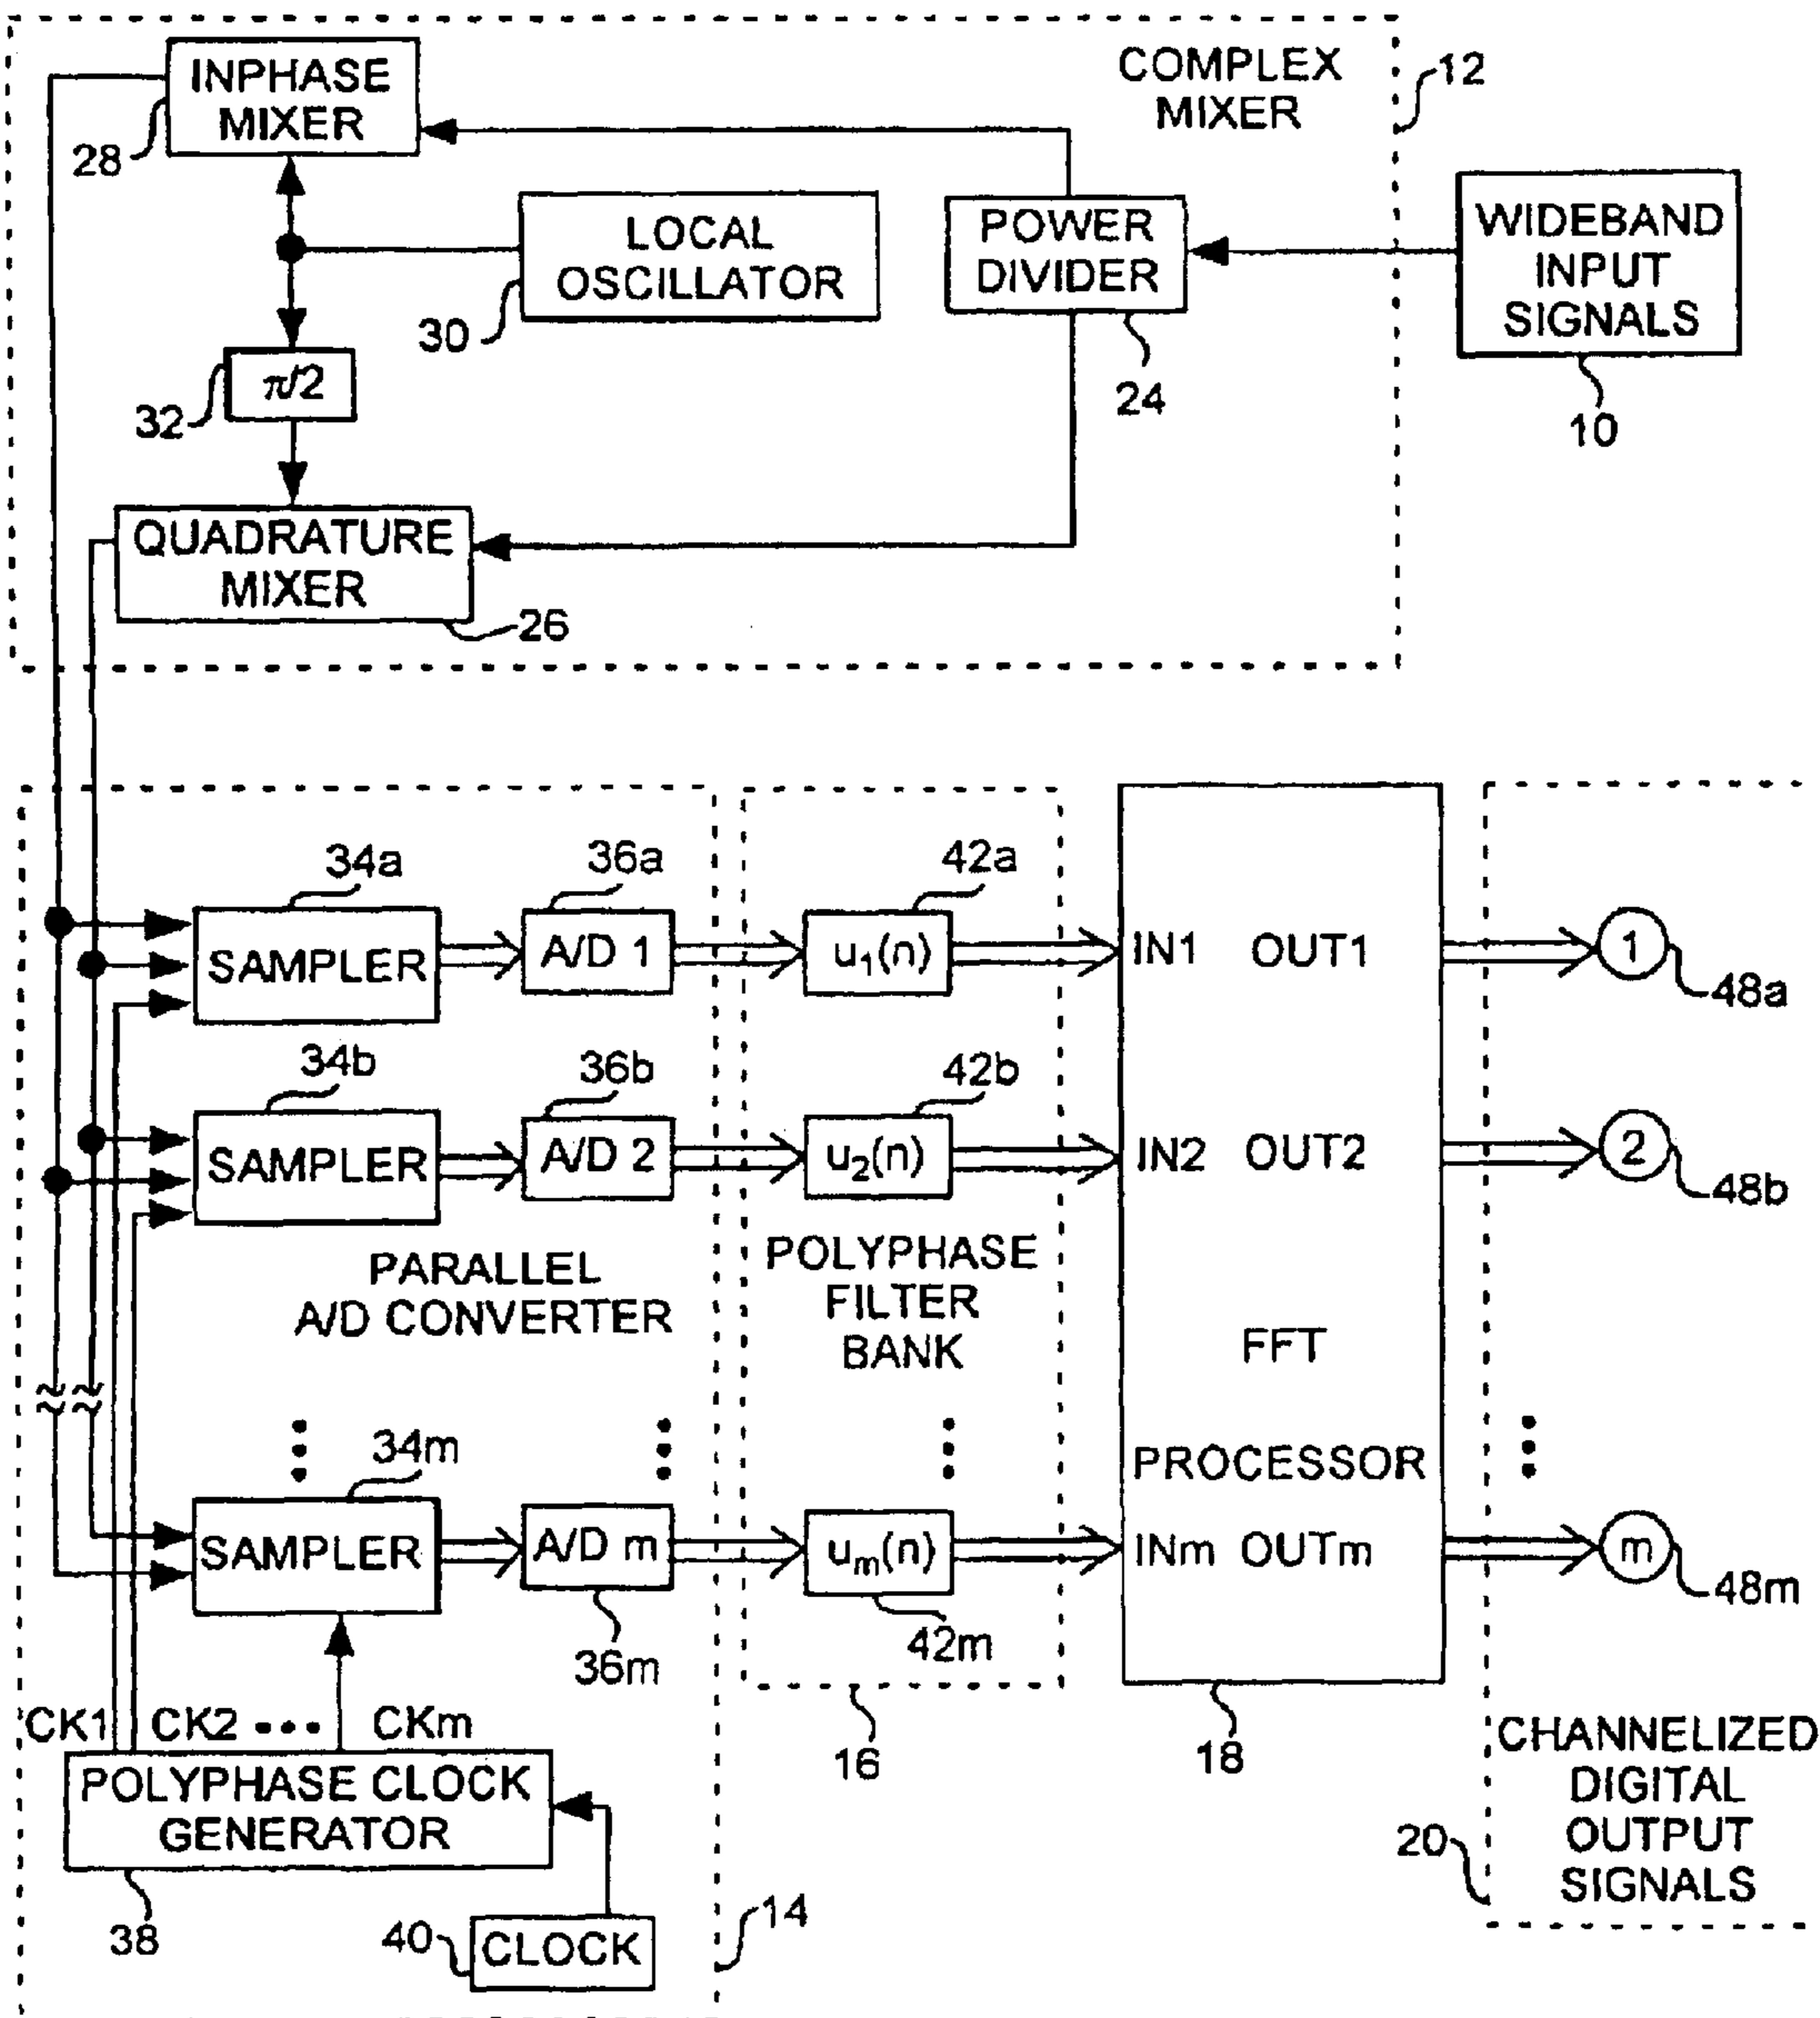 INPHASE
MIXER
28
COMPLEX
MIXER
12
LOCAL
OSCILLATOR
30
POWER
DIVIDER
24
WIDEBAND
INPUT
SIGNALS
10
π/2
32
QUADRATURE
MIXER
26
34a
36a
42a
SAMPLER
A/D 1
u1(n)
IN1
OUT1
1
48a
34b
36b
42b
SAMPLER
A/D 2
u2(n)
IN2
OUT2
2
48b
PARALLEL
A/D CONVERTER
POLYPHASE
FILTER
BANK
FFT
PROCESSOR
34m
SAMPLER
A/D m
um(n)
INm
OUTm
m
48m
36m
42m
CK1
CK2 •••
CKm
16
18
POLYPHASE CLOCK
GENERATOR
38
40
CLOCK
14
CHANNELIZED
DIGITAL
OUTPUT
SIGNALS
20